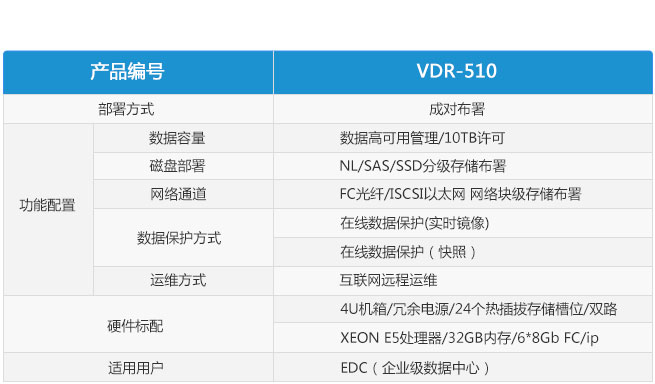 产品编号 VDR-510
部署方式 成对布署
数据容量 数据高可用管理/10TB许可
磁盘部署 NL/SAS/SSD分级存储布署
功能配置 网络通道 FC光纤/ISCSI以太网 网络块级存储布署
数据保护方式 在线数据保护(实时镜像)
在线数据保护（快照）
运维方式 互联网远程运维
硬件标配 4U机箱/冗余电源/24个热插拔存储槽位/双路
XEON E5处理器/32GB内存/6*8Gb FC/ip
适用用户 EDC（企业级数据中心）